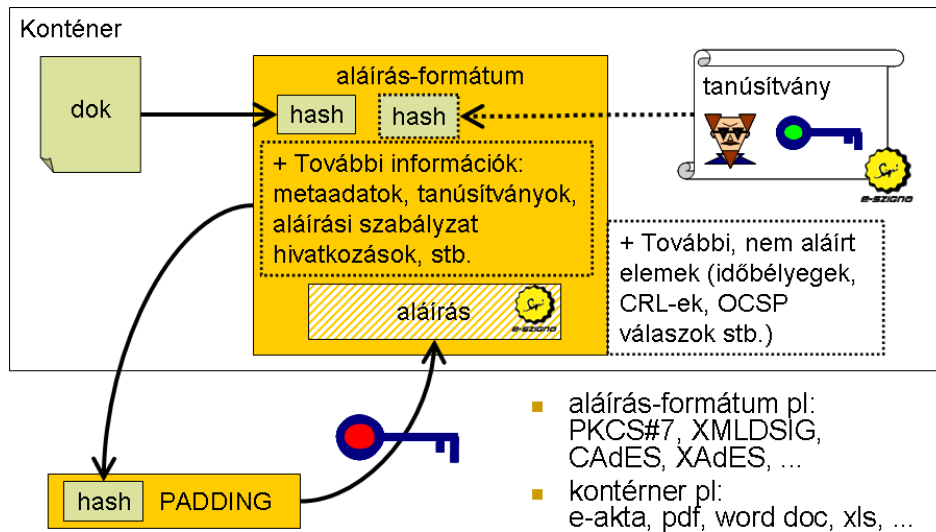 Konténer
dok
aláírás-formátum
hash
hash
tanúsítvány
e-szigno
+ További információk:
metaadatok, tanúsítványok,
aláírási szabályzat
hivatkozások, stb.
+ További, nem aláírt
elemek (időbélyegek,
CRL-ek, OCSP
válaszok stb.)
aláírás
e-szigno
aláírás-formátum pl:
PKCS#7, XMLDSIG,
CAdES, XAdES, ...
kontérner pl:
e-akta, pdf, word doc, xls, ...
hash PADDING